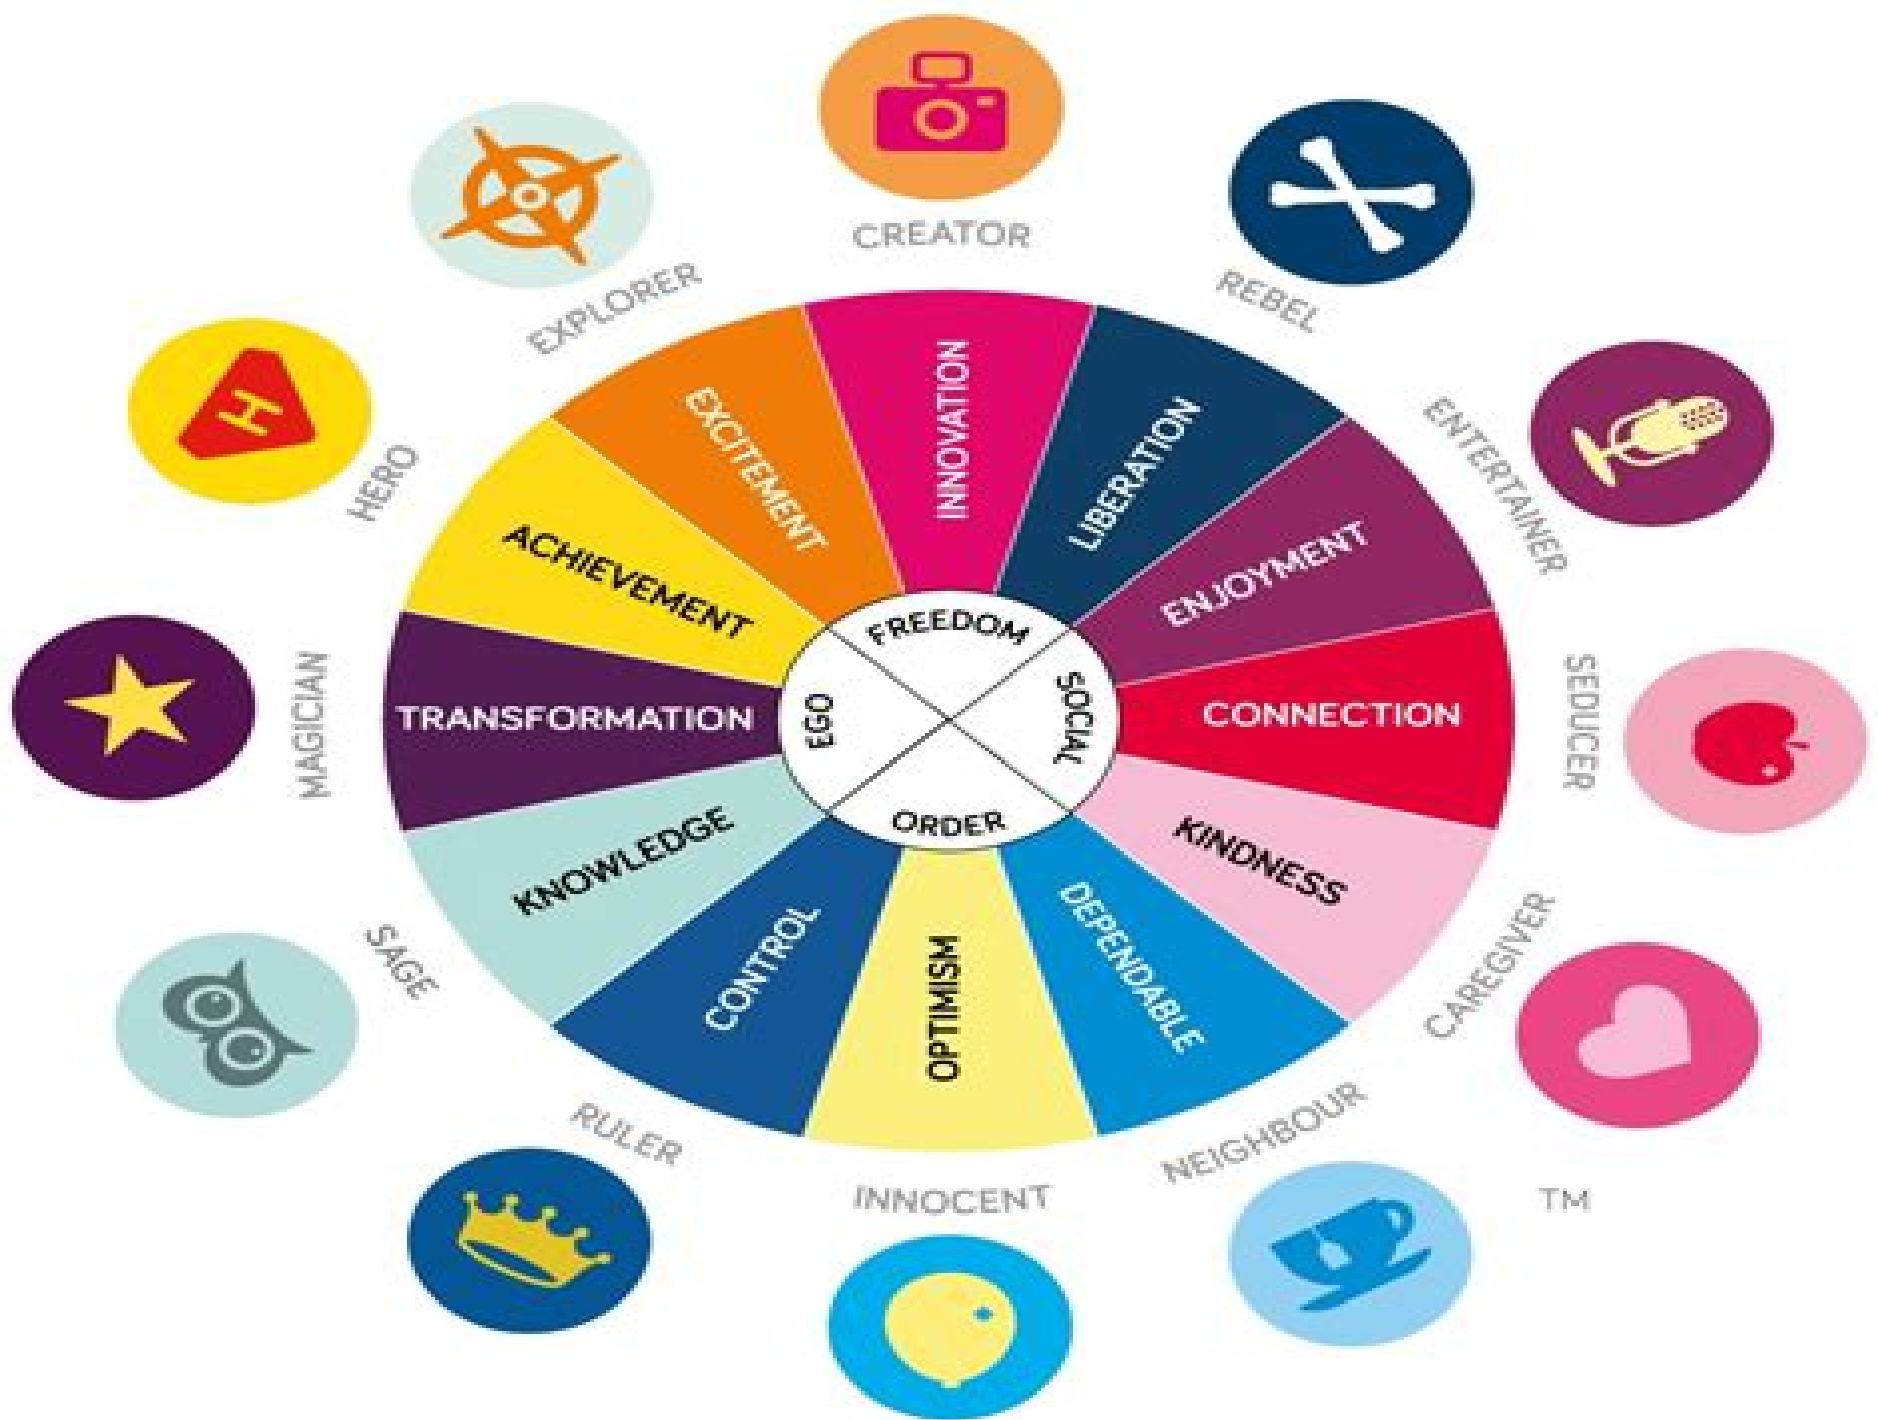 CREATOR
REBEL
ENTERTAINER
SEDUCER
CAREGIVER
NEIGHBOUR
INNOCENT
RULER
SAGE
MAGICIAN
HERO
EXPLORER
H
INNOVATION
LIBERATION
ENJOYMENT
CONNECTION
KINDNESS
DEPENDABLE
OPTIMISM
CONTROL
KNOWLEDGE
TRANSFORMATION
ACHIEVEMENT
EXCITEMENT
FREEDOM
SOCIAL
ORDER
EGO
TM